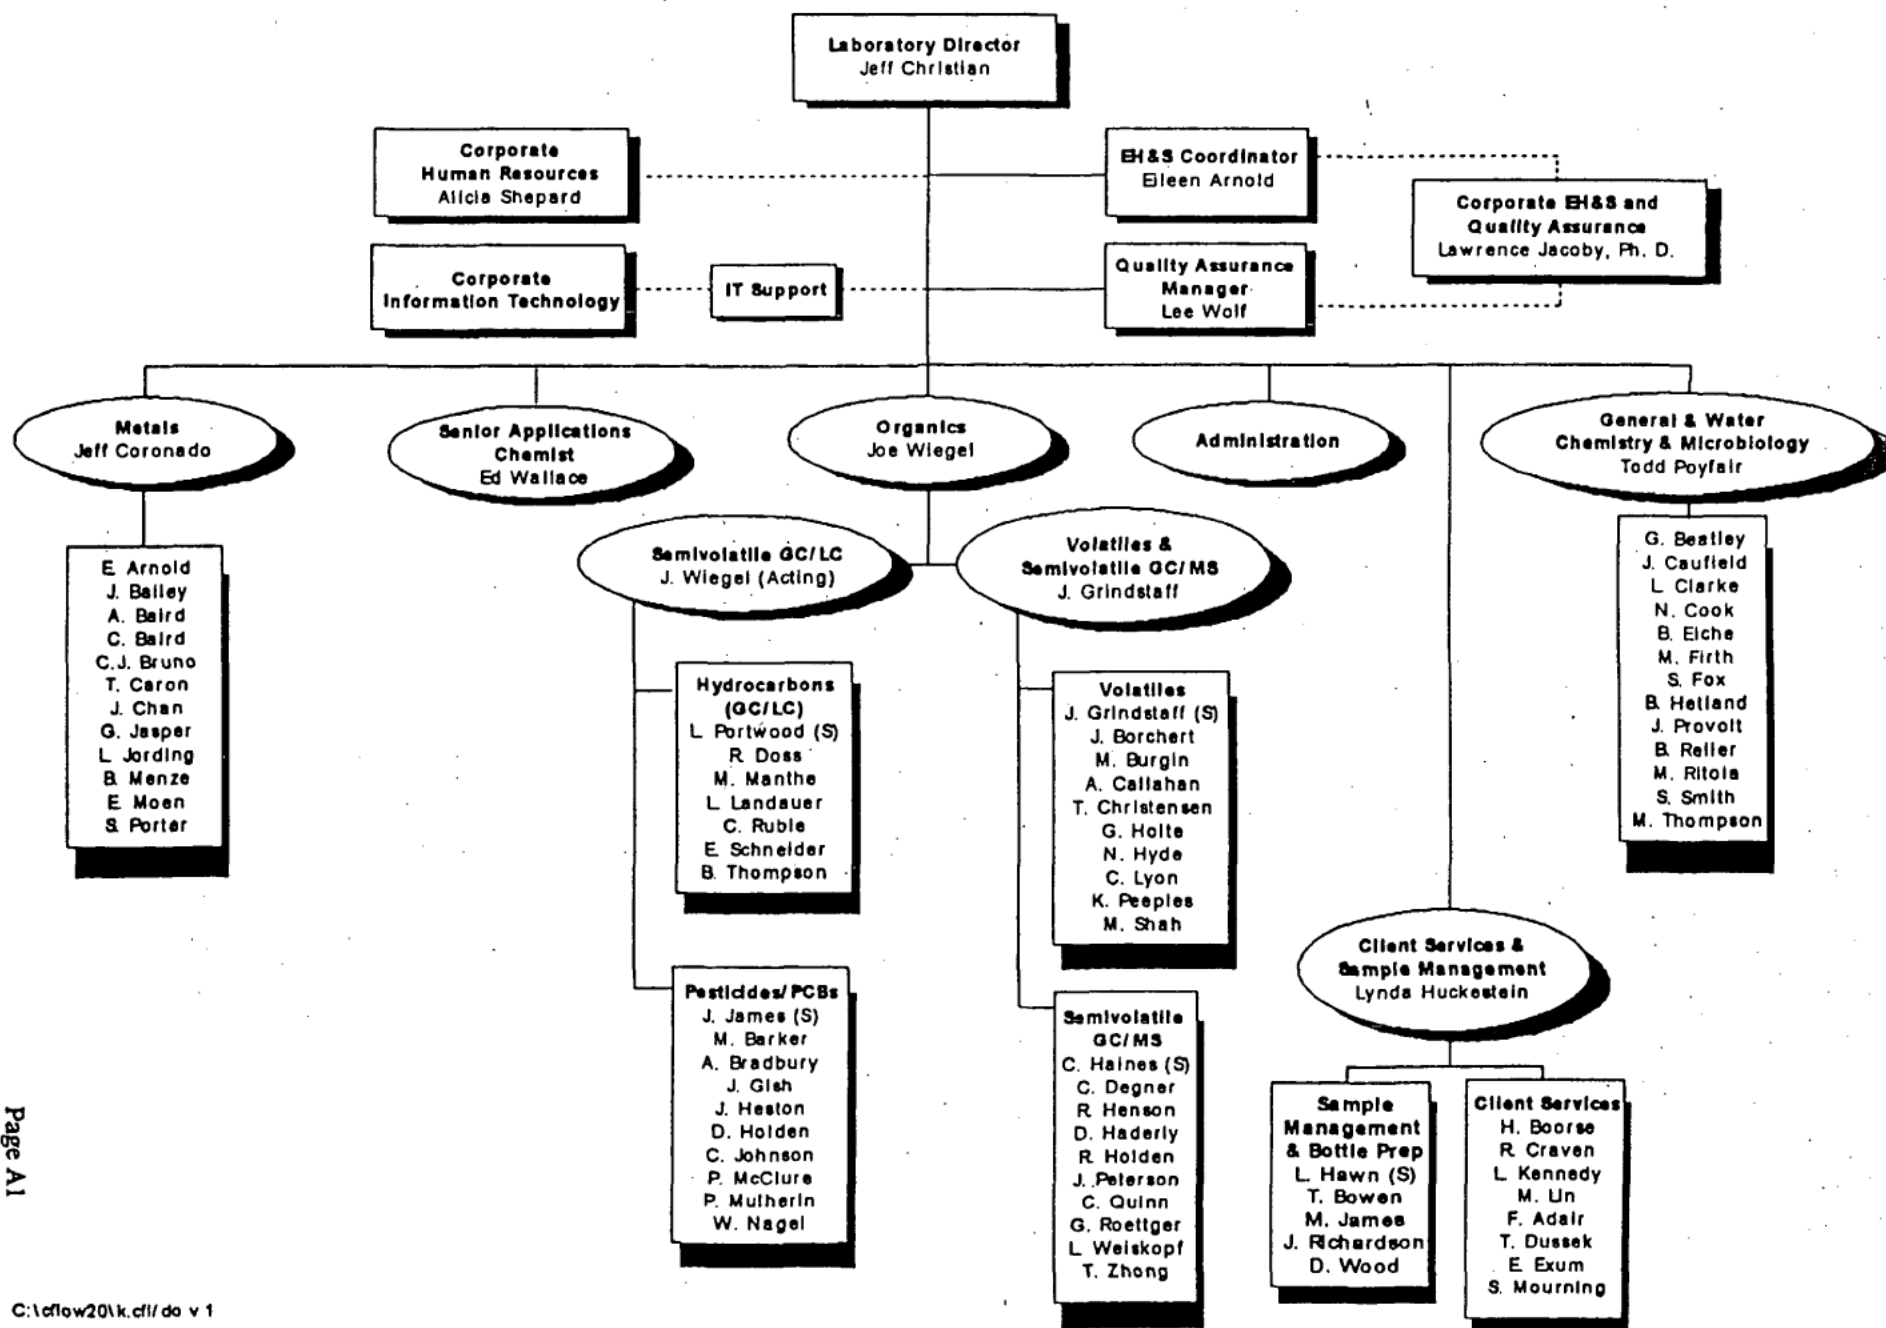 Laboratory Director
Jeff Christian
Corporate
Human Resources
Alicia Shepard
EH&S Coordinator
Eileen Arnold
Corporate EH&S and
Quality Assurance
Lawrence Jacoby, Ph. D.
Corporate
Information Technology
IT Support
Quality Assurance
Manager
Lee Wolf
Metals
Jeff Coronado
Senior Applications
Chemist
Ed Wallace
Organics
Joe Wiegel
Administration
General & Water
Chemistry & Microbiology
Todd Poyfair
E. Arnold
J. Bailey
A. Baird
C. Baird
C.J. Bruno
T. Caron
J. Chan
G. Jasper
L. Jording
B. Menze
E. Moen
S. Porter
Semivolatile GC/LC
J. Wiegel (Acting)
Volatiles &
Semivolatile GC/MS
J. Grindstaff
G. Beatley
J. Caufield
L. Clarke
N. Cook
B. Elche
M. Firth
S. Fox
B. Hetland
J. Provolt
B. Reller
M. Ritola
S. Smith
M. Thompson
Hydrocarbons
(GC/LC)
L. Portwood (S)
R. Doss
M. Manthe
L. Landauer
C. Ruble
E. Schneider
B. Thompson
Volatiles
J. Grindstaff (S)
J. Borchert
M. Burgin
A. Callahan
T. Christensen
G. Holte
N. Hyde
C. Lyon
K. Peeples
M. Shah
Pesticides/PCBs
J. James (S)
M. Barker
A. Bradbury
J. Gish
J. Heston
D. Holden
C. Johnson
P. McClure
P. Mulherin
W. Nagel
Semivolatile
GC/MS
C. Haines (S)
C. Degner
R. Henson
D. Haderly
R. Holden
J. Peterson
C. Quinn
G. Roettger
L. Weiskopf
T. Zhong
Client Services &
Sample Management
Lynda Huckestein
Sample
Management
& Bottle Prep
L. Hawn (S)
T. Bowen
M. James
J. Richardson
D. Wood
Client Services
H. Boorse
R. Craven
L. Kennedy
M. Lin
F. Adair
T. Dussek
E. Exum
S. Mourning
Page A1
C:\cflow20\k.cfl/do v 1